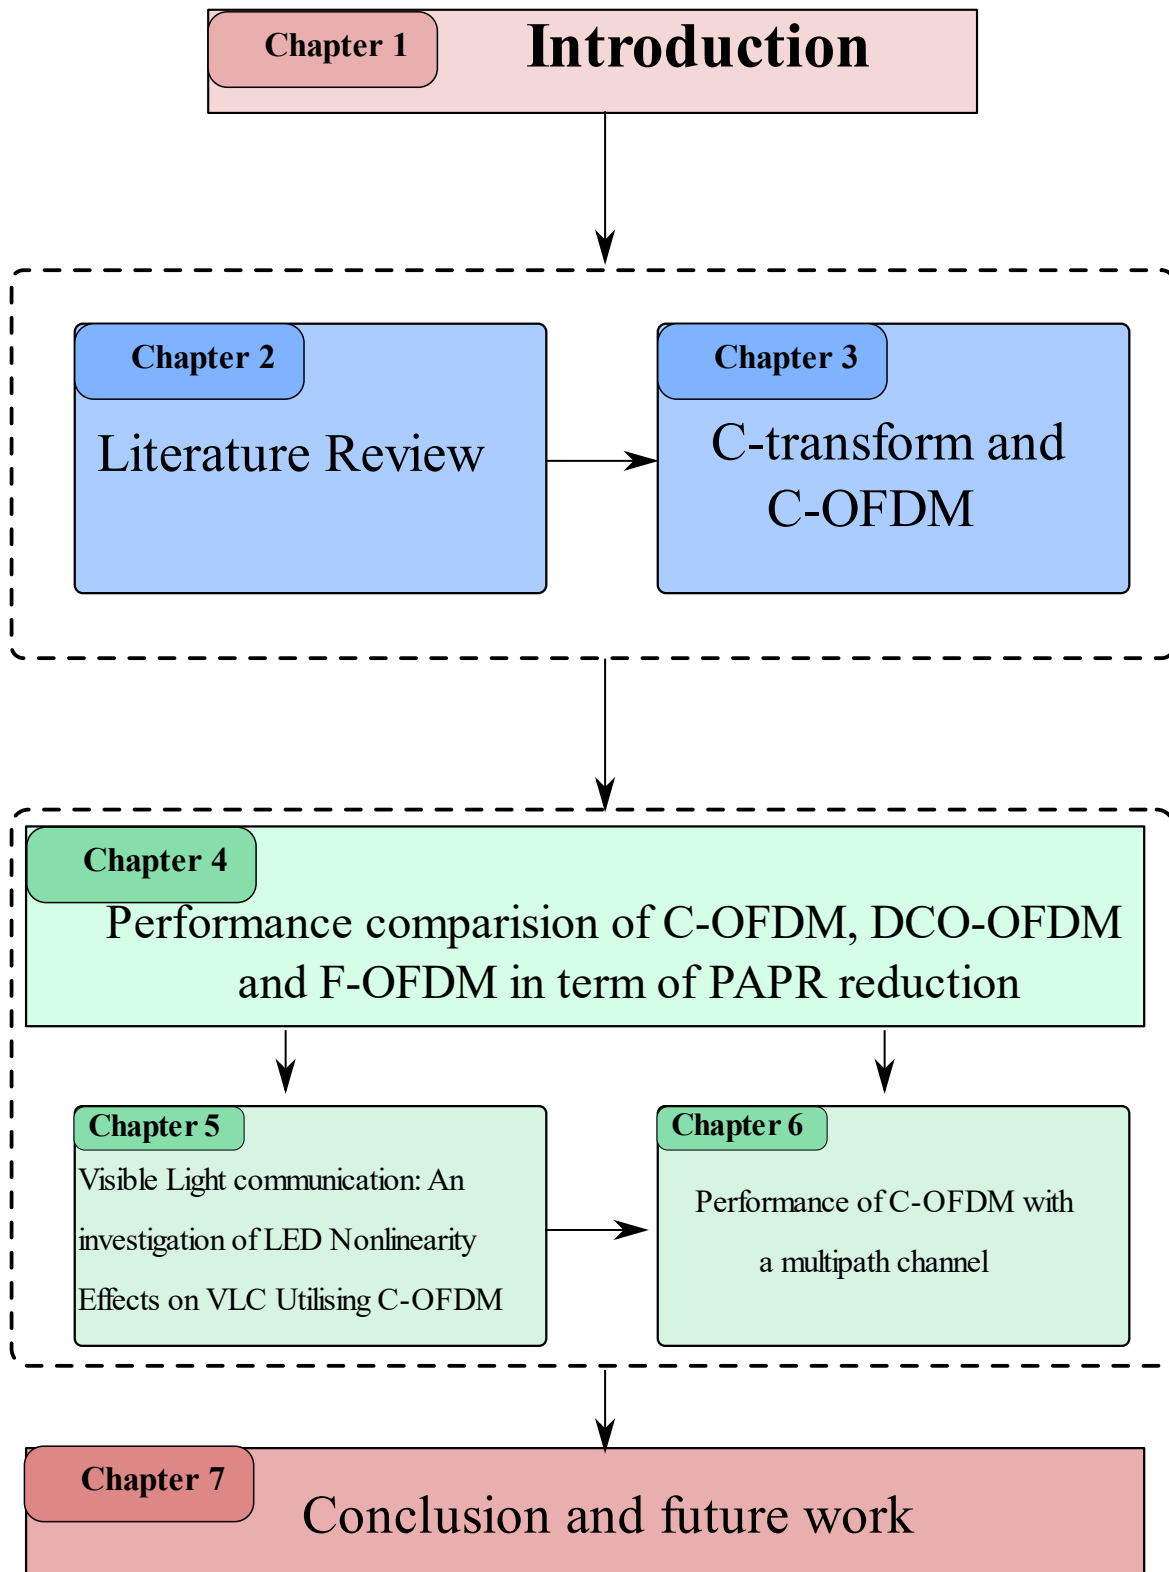 Chapter 1
Introduction
Chapter 2
Literature Review
Chapter 3
C-transform and
C-OFDM
Chapter 4
Performance comparision of C-OFDM, DCO-OFDM
and F-OFDM in term of PAPR reduction
Chapter 5
Visible Light communication: An
investigation of LED Nonlinearity
Effects on VLC Utilising C-OFDM
Chapter 6
Performance of C-OFDM with
a multipath channel
Chapter 7
Conclusion and future work